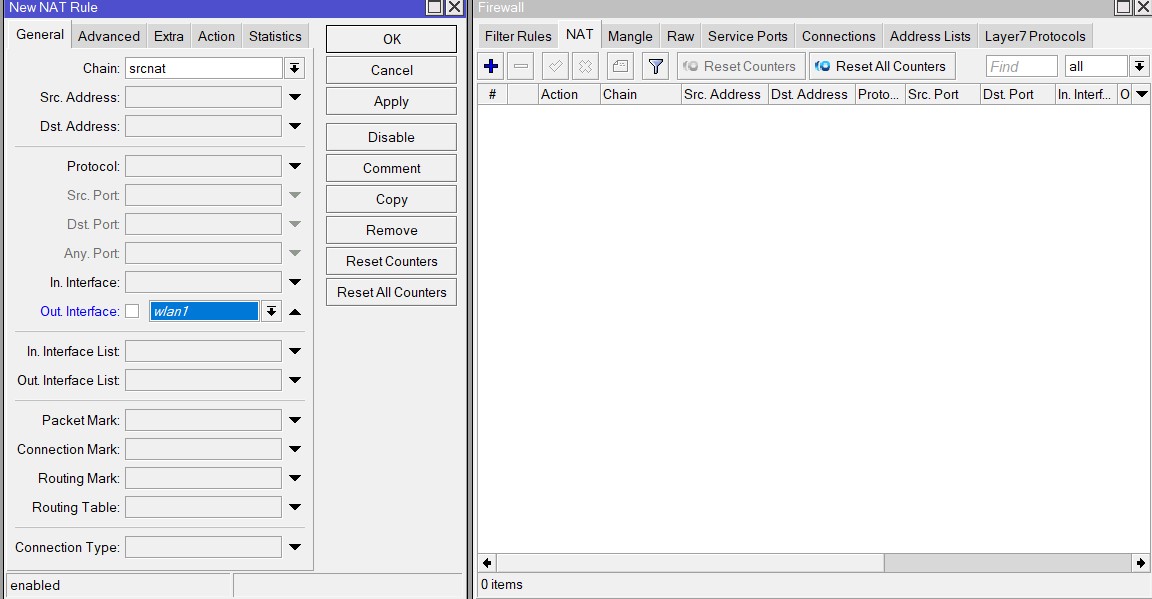 New NAT Rule
General Advanced Extra Action Statistics
Chain: srcnat
Src. Address:
Dst. Address:
Protocol:
Src. Port:
Dst. Port:
Any. Port:
In. Interface:
Out. Interface: wlan1
In. Interface List:
Out. Interface List:
Packet Mark:
Connection Mark:
Routing Mark:
Routing Table:
Connection Type:
enabled
OK
Cancel
Apply
Disable
Comment
Copy
Remove
Reset Counters
Reset All Counters
Firewall
Filter Rules NAT Mangle Raw Service Ports Connections Address Lists Layer7 Protocols
Reset Counters Reset All Counters Find all
# Action Chain Src. Address Dst. Address Proto... Src. Port Dst. Port In. Interf... O
0 items